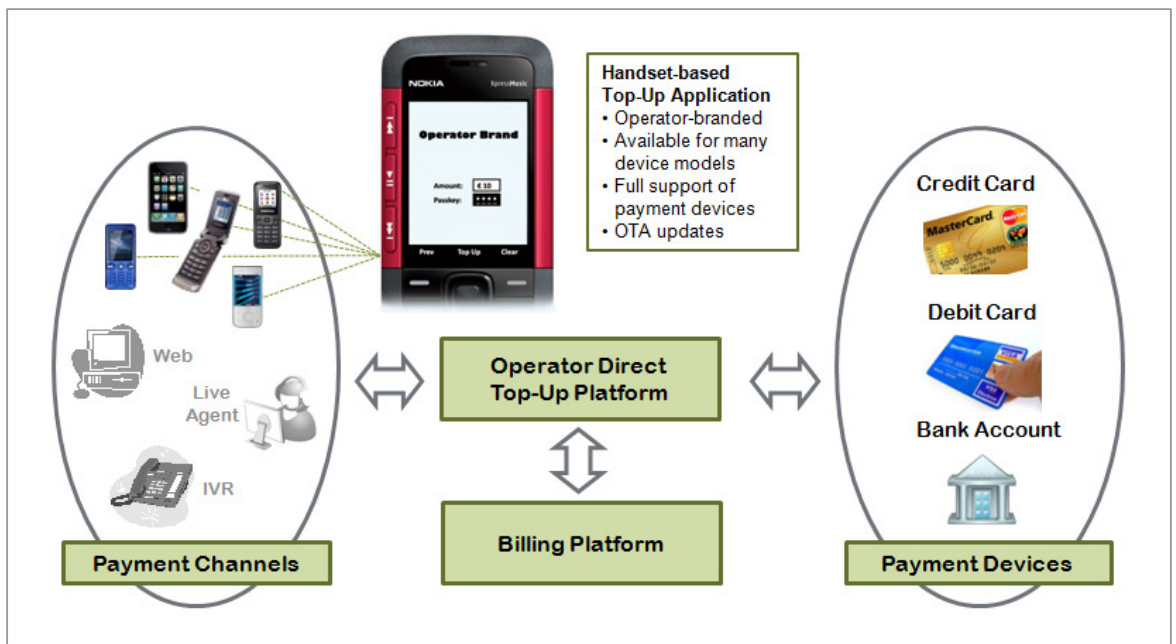 NOKIA
XpressMusic
Operator Brand
Amount: € 10
Passkey:
Prev Top Up Clear
Handset-based
Top-Up Application
• Operator-branded
• Available for many
device models
• Full support of
payment devices
• OTA updates
Web
Live
Agent
IVR
Payment Channels
Operator Direct
Top-Up Platform
Billing Platform
Credit Card
MasterCard
Debit Card
VISA
Bank Account
Payment Devices